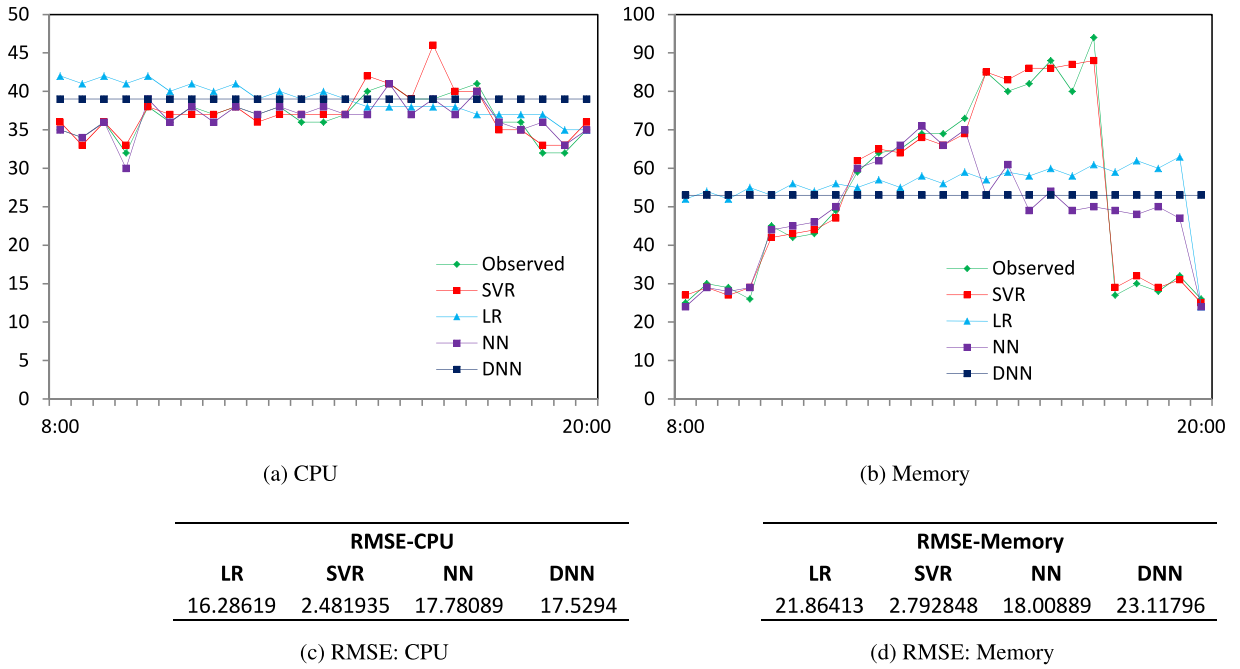 50
45
40
35
30
25
20
15
10
5
0
8:00 20:00
Observed
SVR
LR
NN
DNN
(a) CPU
100
90
80
70
60
50
40
30
20
10
0
8:00 20:00
Observed
SVR
LR
NN
DNN
(b) Memory
RMSE-CPU
LR SVR NN DNN
16.28619 2.481935 17.78089 17.5294
(c) RMSE: CPU
RMSE-Memory
LR SVR NN DNN
21.86413 2.792848 18.00889 23.11796
(d) RMSE: Memory